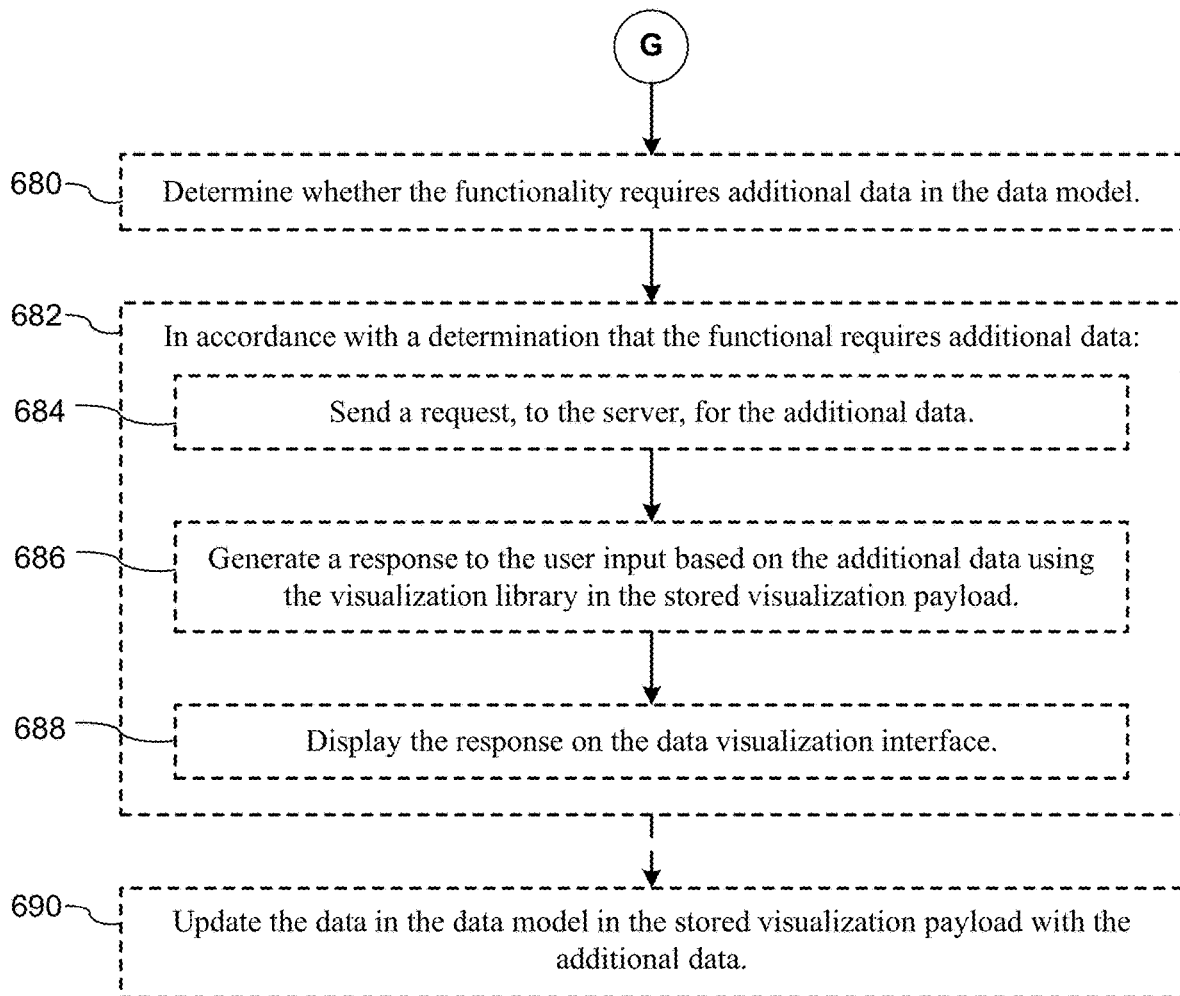 G
680
Determine whether the functionality requires additional data in the data model.
682
In accordance with a determination that the functional requires additional data:
684
Send a request, to the server, for the additional data.
686
Generate a response to the user input based on the additional data using
the visualization library in the stored visualization payload.
688
Display the response on the data visualization interface.
690
Update the data in the data model in the stored visualization payload with the
additional data.